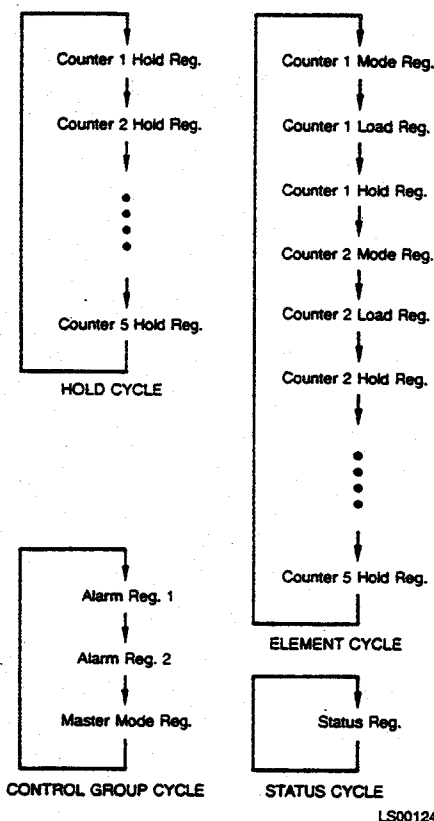 Counter 1 Hold Reg.
Counter 2 Hold Reg.
Counter 5 Hold Reg.
HOLD CYCLE
Counter 1 Mode Reg.
Counter 1 Load Reg.
Counter 1 Hold Reg.
Counter 2 Mode Reg.
Counter 2 Load Reg.
Counter 2 Hold Reg.
Counter 5 Hold Reg.
ELEMENT CYCLE
Alarm Reg. 1
Alarm Reg. 2
Master Mode Reg.
CONTROL GROUP CYCLE
Status Reg.
STATUS CYCLE
LS00124